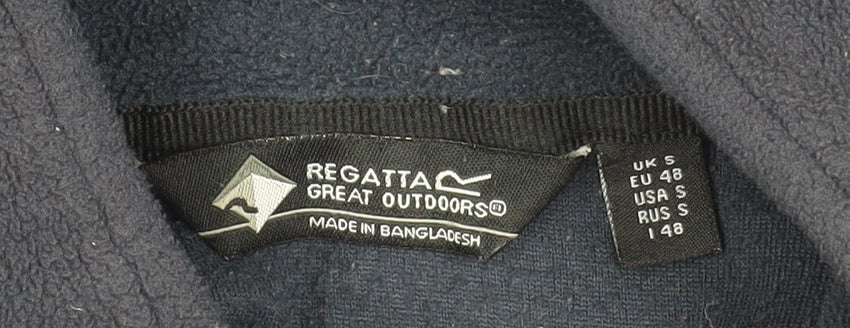 REGATTA
GREAT OUTDOORS®
MADE IN BANGLADESH
UK S
EU 48
USA S
RUS S
I 48